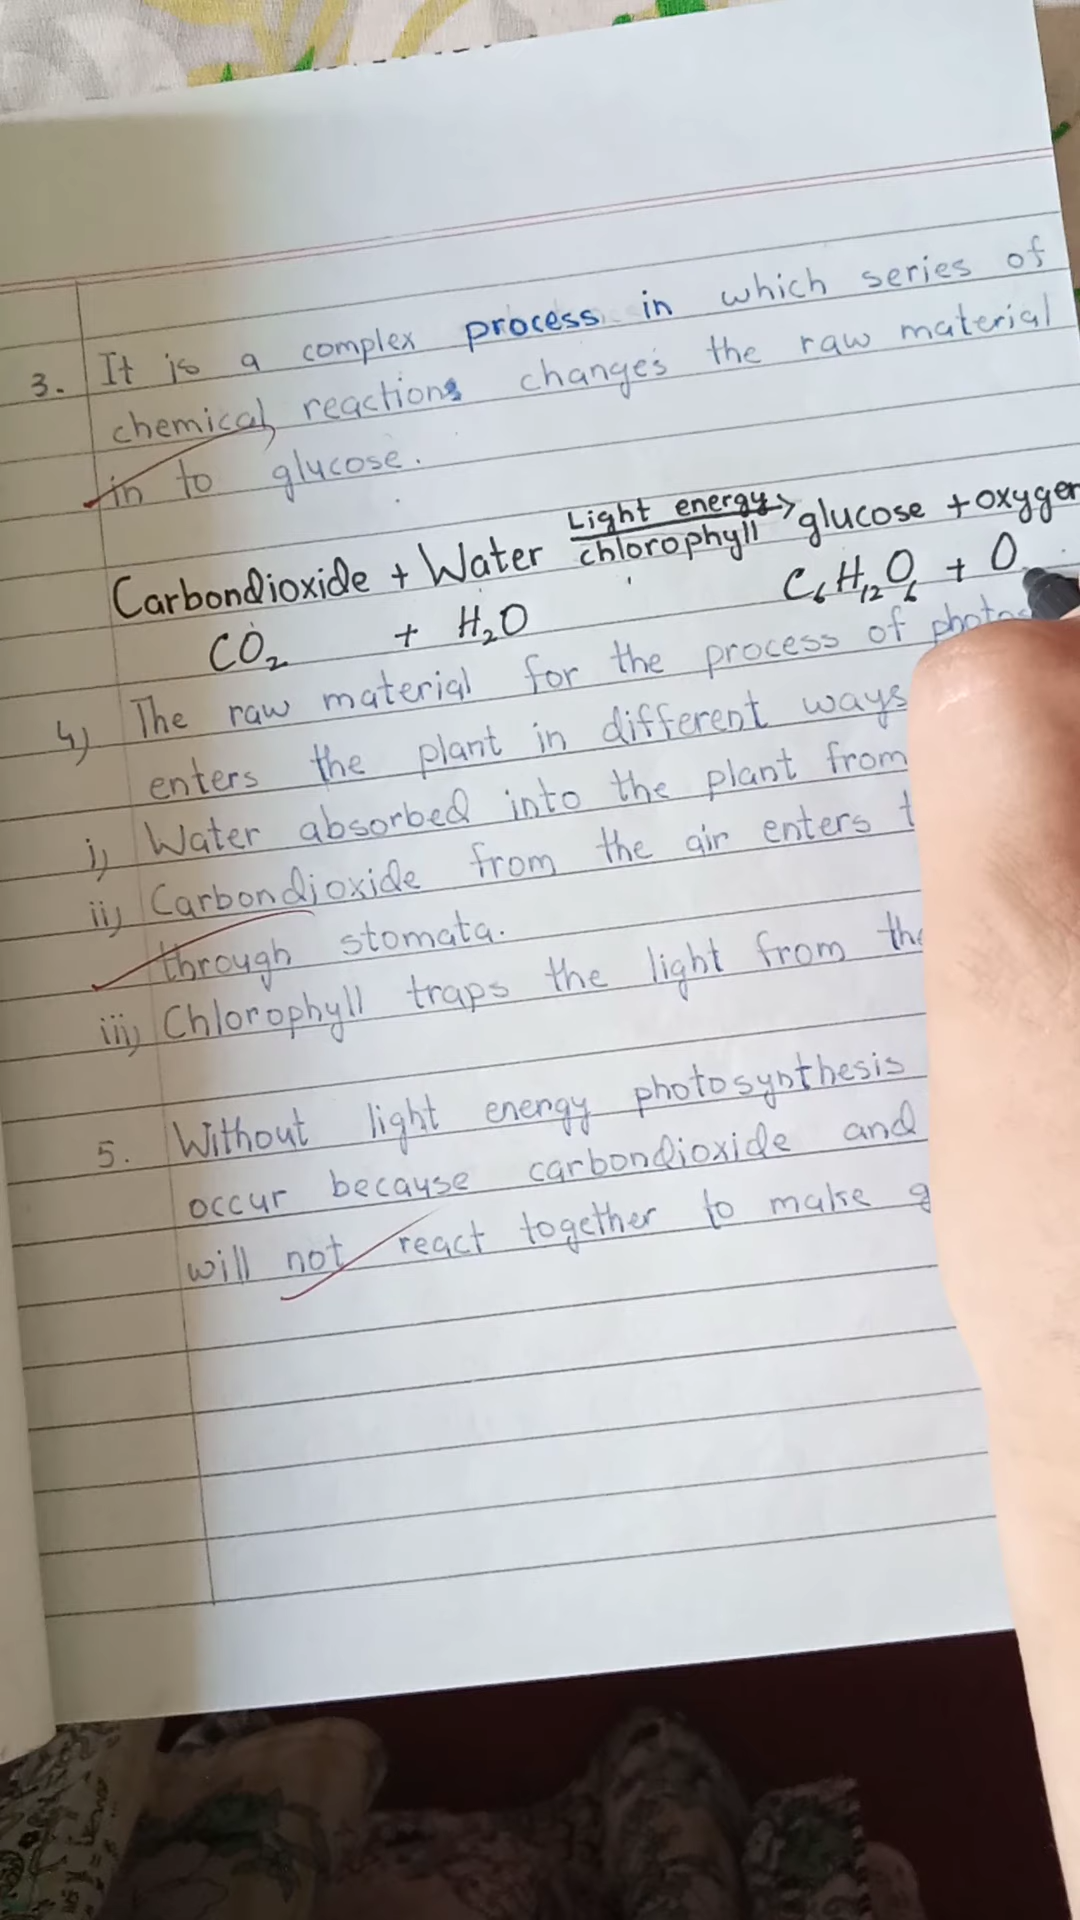 3. It is a complex process in which series of
chemical reactions changes the raw material
in to glucose.
Carbondioxide + Water Light energy > glucose + oxygen
chlorophyll
CO2 + H2O C6H12O6 + O
4) The raw material for the process of
enters the plant in different ways
i) Water absorbed into the plant from
ii) Carbondioxide from the air enters
through stomata.
iii) Chlorophyll traps the light from the
5. Without light energy photosynthesis
occur because carbondioxide and
will not react together to make